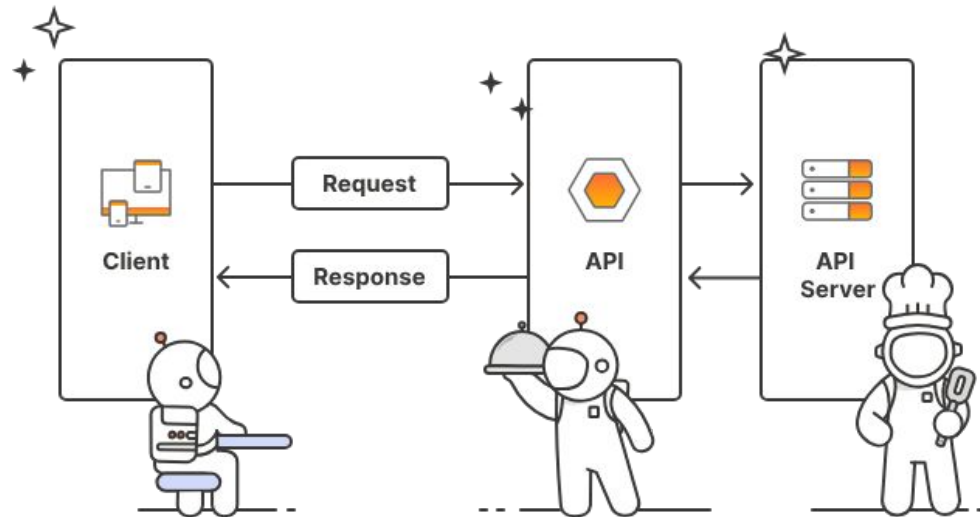 Request
Client
Response
API
API
Server